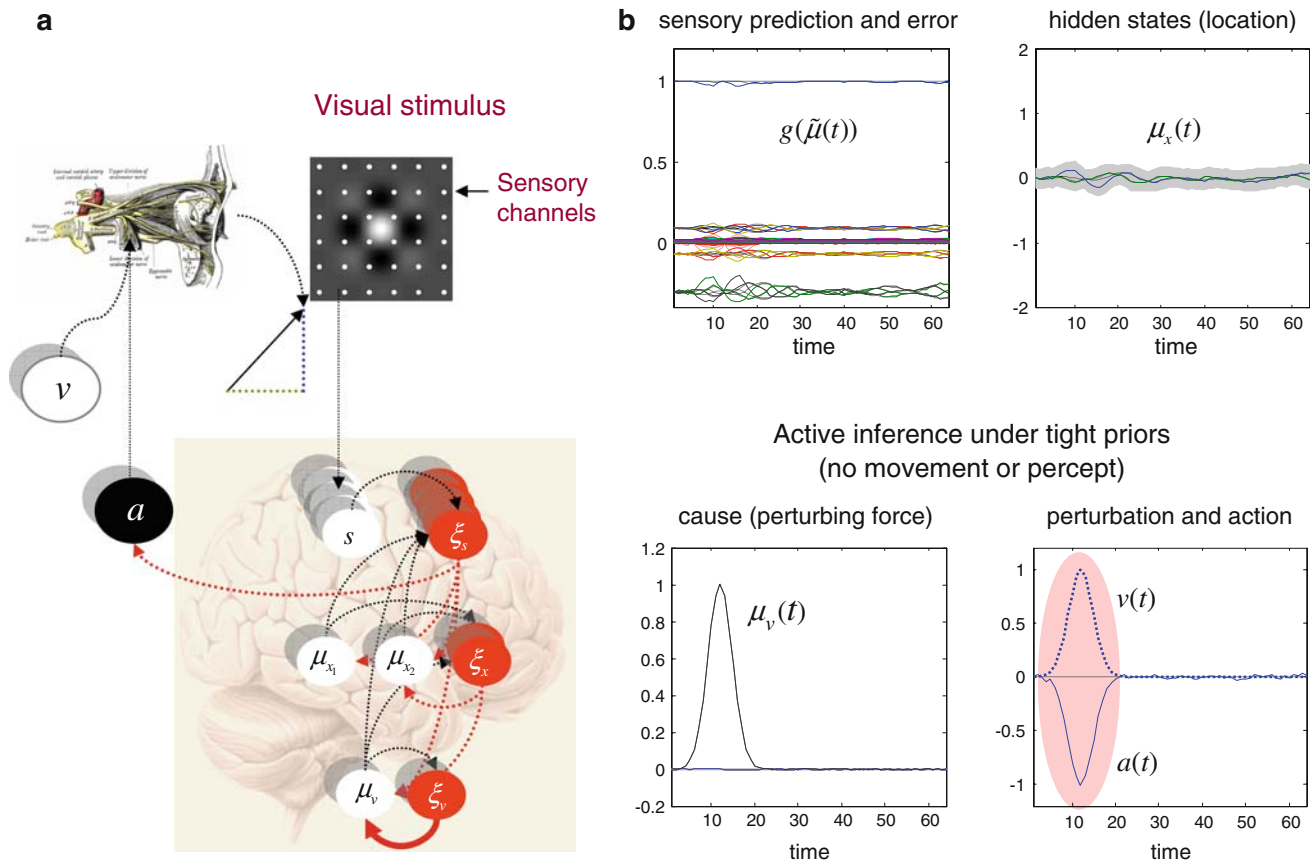 a
Visual stimulus
Sensory
channels
v
a
s
ξs
μx1
μx2
ξx
μv
ξv
b
sensory prediction and error
1
0.5
0
g(μ̃(t))
10 20 30 40 50 60
time
hidden states (location)
2
1
0
-1
-2
μx(t)
10 20 30 40 50 60
time
Active inference under tight priors
(no movement or percept)
cause (perturbing force)
1.2
1
0.8
0.6
0.4
0.2
0
-0.2
μv(t)
10 20 30 40 50 60
time
perturbation and action
1
0.5
0
-0.5
-1
v(t)
a(t)
10 20 30 40 50 60
time